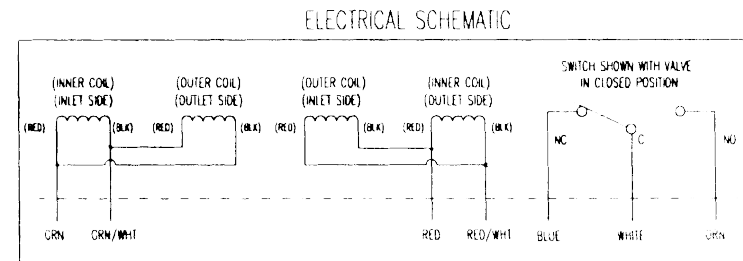 ELECTRICAL SCHEMATIC
(INNER COIL) (OUTER COIL) (OUTER COIL) (INNER COIL) SWITCH SHOWN WITH VALVE
(INLET SIDE) (OUTLET SIDE) (INLET SIDE) (OUTLET SIDE) IN CLOSED POSITION
(RED) (BLK) (RED) (BLK) (RED) (BLK) (RED) (BLK)
NC C NO
GRN GRN/WHT RED RED/WHT BLUE WHITE ORN